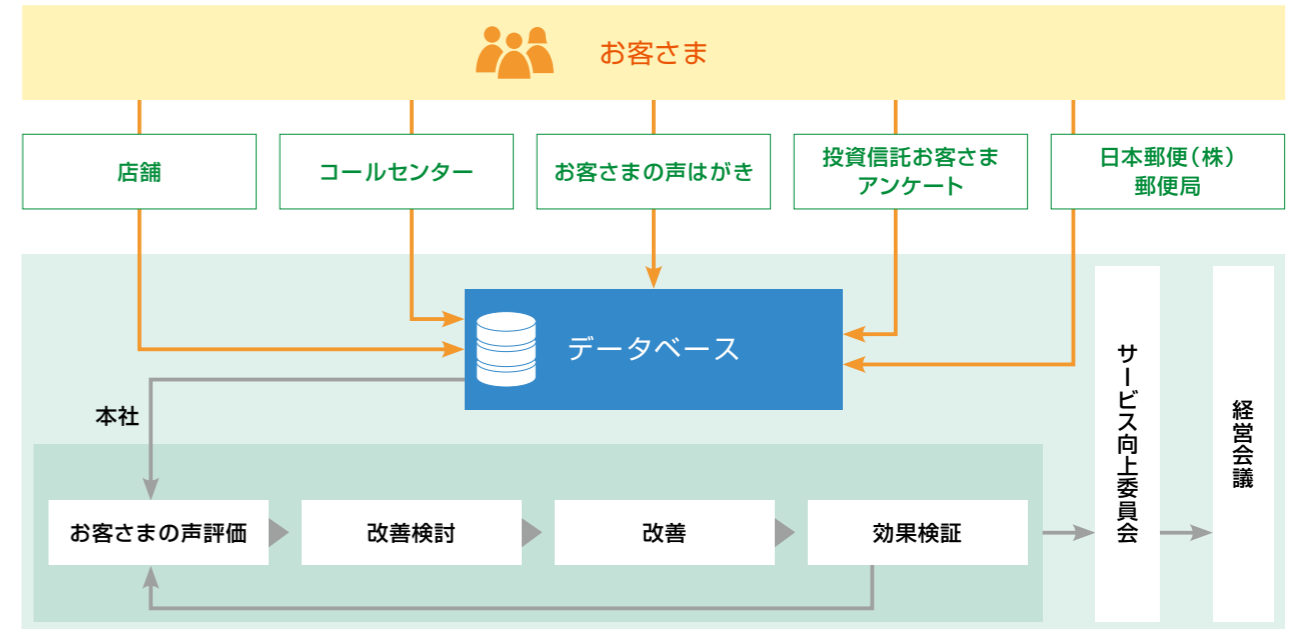 お客さま
店舗
コールセンター
お客さまの声はがき
投資信託お客さま
アンケート
日本郵便(株)
郵便局
データベース
本社
お客さまの声評価
改善検討
改善
効果検証
サービス向上委員会
経営会議